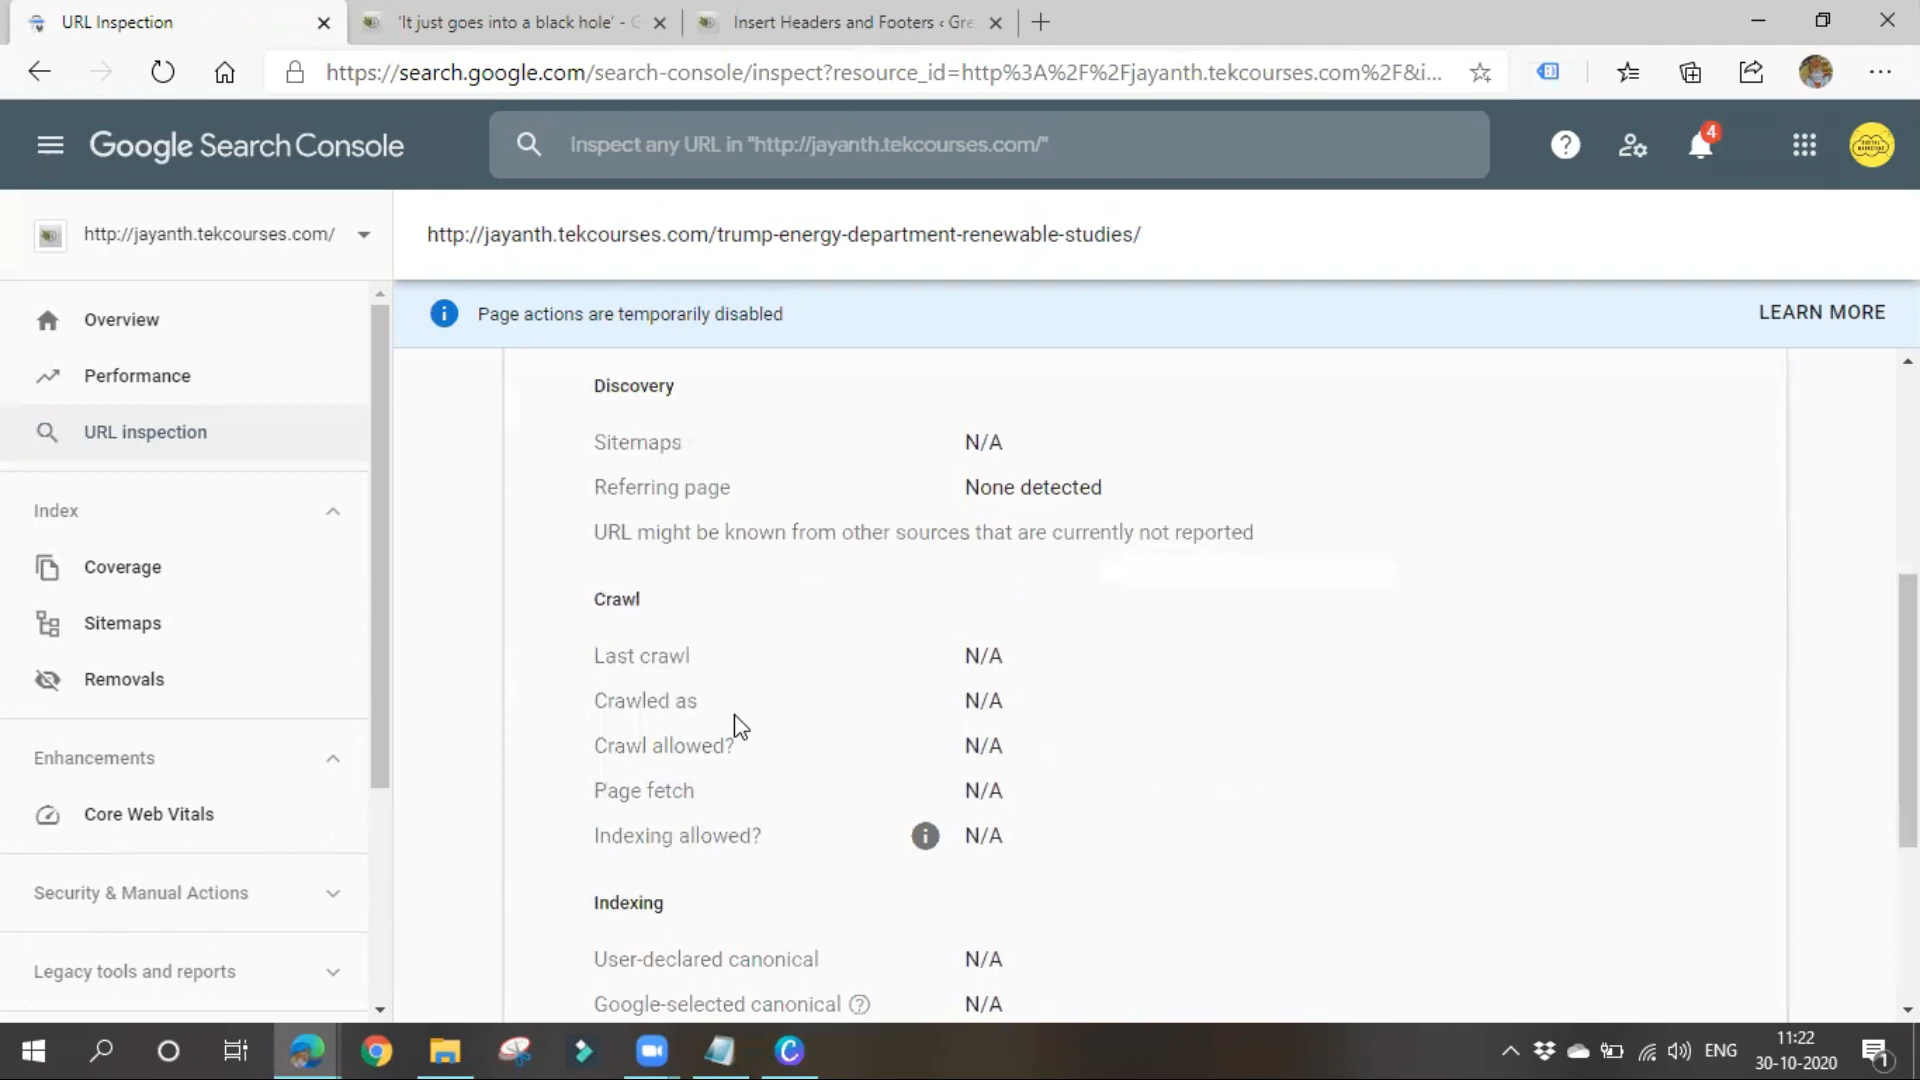 URL Inspection
'It just goes into a black hole' - G
Insert Headers and Footers ‹ Gre
https://search.google.com/search-console/inspect?resource_id=http%3A%2F%2Fjayanth.tekcourses.com%2F&i...
Google Search Console
Inspect any URL in "http://jayanth.tekcourses.com/"
4
http://jayanth.tekcourses.com/
http://jayanth.tekcourses.com/trump-energy-department-renewable-studies/
Page actions are temporarily disabled
LEARN MORE
Overview
Performance
URL inspection
Index
Coverage
Sitemaps
Removals
Enhancements
Core Web Vitals
Security & Manual Actions
Legacy tools and reports
Discovery
Sitemaps N/A
Referring page None detected
URL might be known from other sources that are currently not reported
Crawl
Last crawl N/A
Crawled as N/A
Crawl allowed? N/A
Page fetch N/A
Indexing allowed? N/A
Indexing
User-declared canonical N/A
Google-selected canonical N/A
ENG
11:22
30-10-2020
1